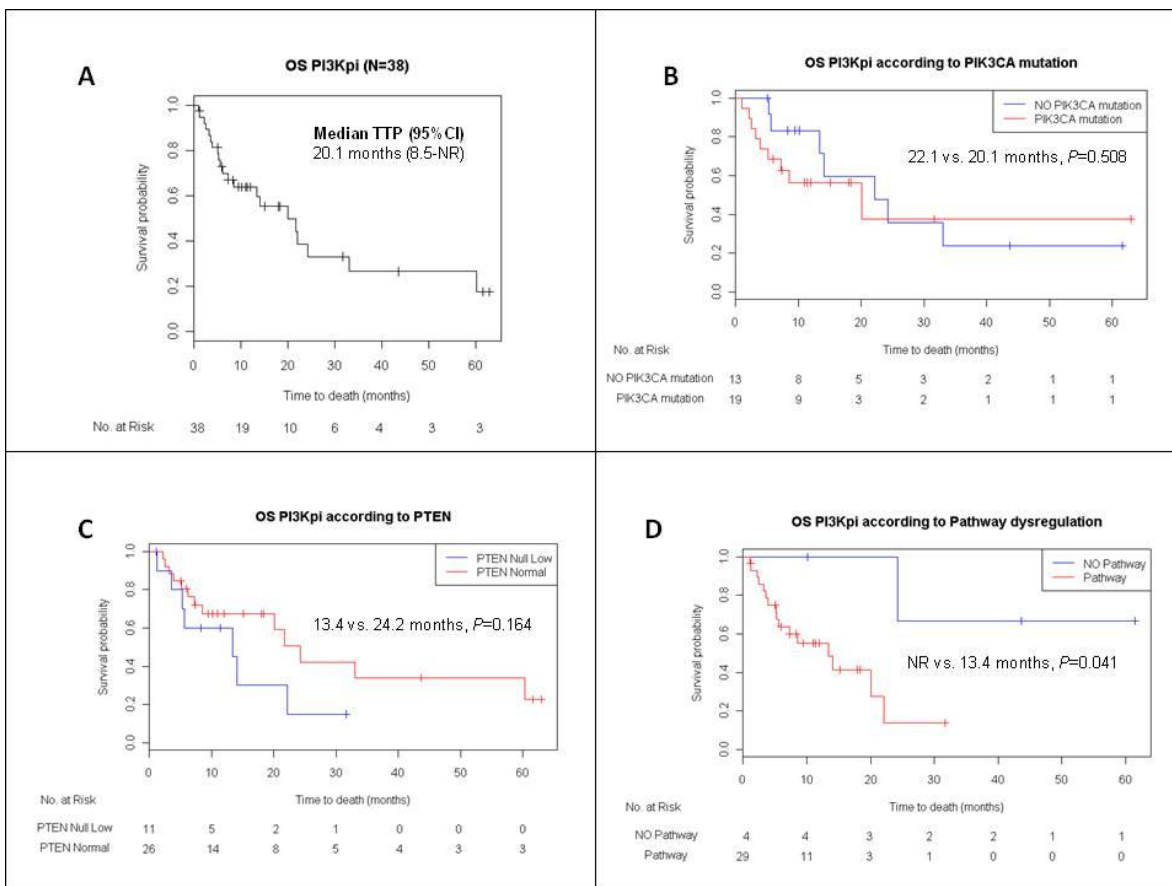 A
OS PI3Kpi (N=38)
Median TTP (95%CI)
20.1 months (8.5-NR)
Survival probability
1.0
0.8
0.6
0.4
0.2
0.0
0 10 20 30 40 50 60
Time to death (months)
No. at Risk 38 19 10 6 4 3 3
B
OS PI3Kpi according to PIK3CA mutation
NO PIK3CA mutation
PIK3CA mutation
22.1 vs. 20.1 months, P=0.508
Survival probability
1.0
0.8
0.6
0.4
0.2
0.0
0 10 20 30 40 50 60
No. at Risk
Time to death (months)
NO PIK3CA mutation 13 8 5 3 2 1 1
PIK3CA mutation 19 9 3 2 1 1 1
C
OS PI3Kpi according to PTEN
PTEN Null Low
PTEN Normal
13.4 vs. 24.2 months, P=0.164
Survival probability
1.0
0.8
0.6
0.4
0.2
0.0
0 10 20 30 40 50 60
No. at Risk
Time to death (months)
PTEN Null Low 11 5 2 1 0 0 0
PTEN Normal 26 14 8 5 4 3 3
D
OS PI3Kpi according to Pathway dysregulation
NO Pathway
Pathway
NR vs. 13.4 months, P=0.041
Survival probability
1.0
0.8
0.6
0.4
0.2
0.0
0 10 20 30 40 50 60
No. at Risk
Time to death (months)
NO Pathway 4 4 3 2 2 1 1
Pathway 29 11 3 1 0 0 0